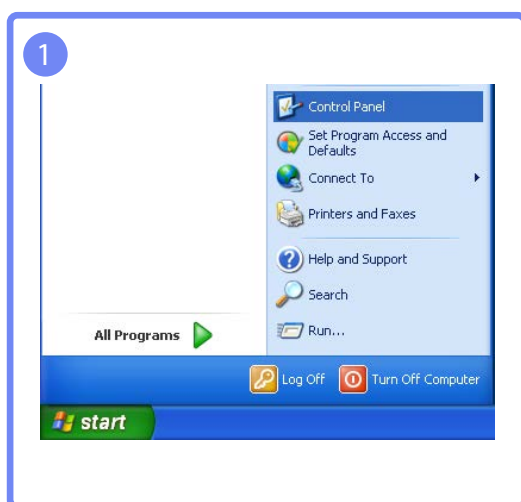 1
Control Panel
Set Program Access and
Defaults
Connect To
Printers and Faxes
Help and Support
Search
Run...
All Programs
Log Off
Turn Off Computer
start